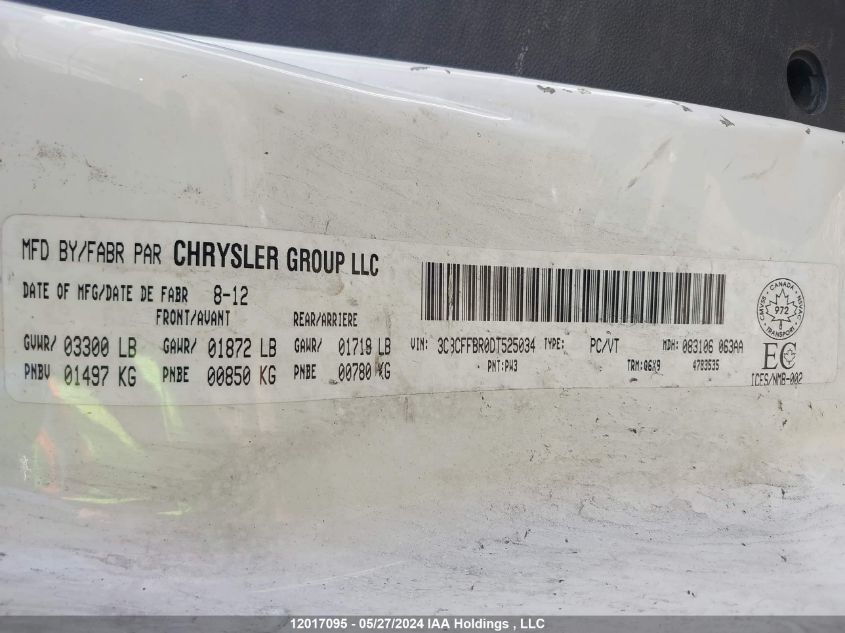 MFD BY/FABR PAR CHRYSLER GROUP LLC
DATE OF MFG/DATE DE FABR 8-12
FRONT/AVANT REAR/ARRIERE
GVWR/ 03300 LB GAWR/ 01872 LB GAWR/ 01718 LB
PNBV 01497 KG PNBE 00850 KG PNBE 00780 KG
VIN: 3C3CFFBR0DT525034 TYPE: PC/VT MDH: 083106 063AA
PNT:PW3 TRM:Q6X9 4783535
CANADA
CMVSS NSVAC
972
TRANSPORT
EC
ICES/NMB-002
12017095 - 05/27/2024 IAA Holdings , LLC